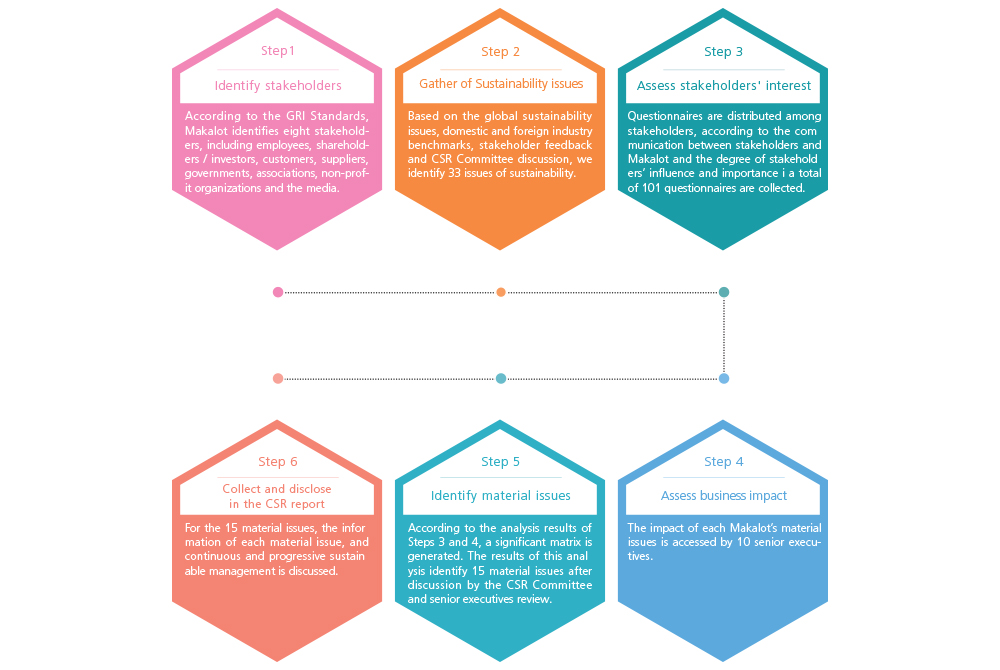 Step1
Identify stakeholders
According to the GRI Standards,
Makalot identifies eight stakehold-
ers, including employees, sharehold-
ers / investors, customers, suppliers,
governments, associations, non-prof-
it organizations and the media.
Step 2
Gather of Sustainability issues
Based on the global sustainability
issues, domestic and foreign industry
benchmarks, stakeholder feedback
and CSR Committee discussion, we
identify 33 issues of sustainability.
Step 3
Assess stakeholders' interest
Questionnaires are distributed among
stakeholders, according to the com
munication between stakeholders and
Makalot and the degree of stakehold
ers' influence and importance i a total
of 101 questionnaires are collected.
Step 6
Collect and disclose
in the CSR report
For the 15 material issues, the infor
mation of each material issue, and
continuous and progressive sustain
able management is discussed.
Step 5
Identify material issues
According to the analysis results of
Steps 3 and 4, a significant matrix is
generated. The results of this anal
ysis identify 15 material issues after
discussion by the CSR Committee
and senior executives review.
Step 4
Assess business impact
The impact of each Makalot's material
issues is accessed by 10 senior execu-
tives.